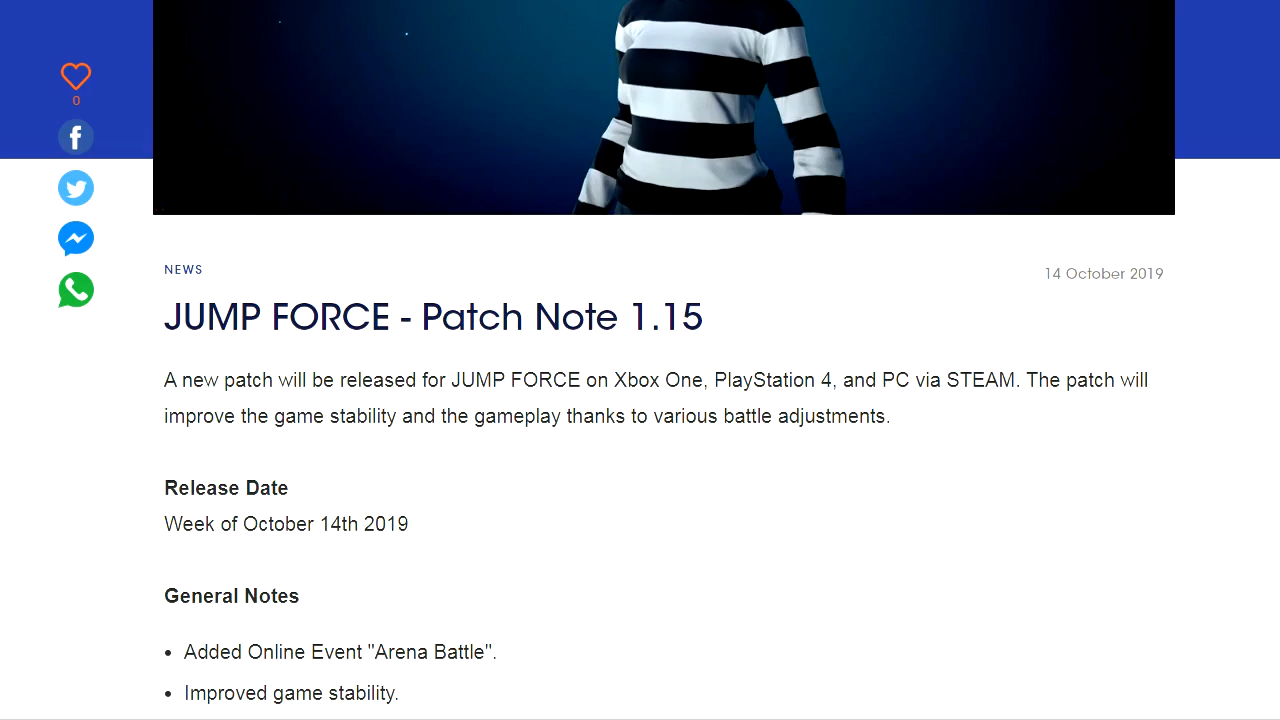 0
NEWS
14 October 2019
JUMP FORCE - Patch Note 1.15
A new patch will be released for JUMP FORCE on Xbox One, PlayStation 4, and PC via STEAM. The patch will
improve the game stability and the gameplay thanks to various battle adjustments.
Release Date
Week of October 14th 2019
General Notes
• Added Online Event "Arena Battle".
• Improved game stability.